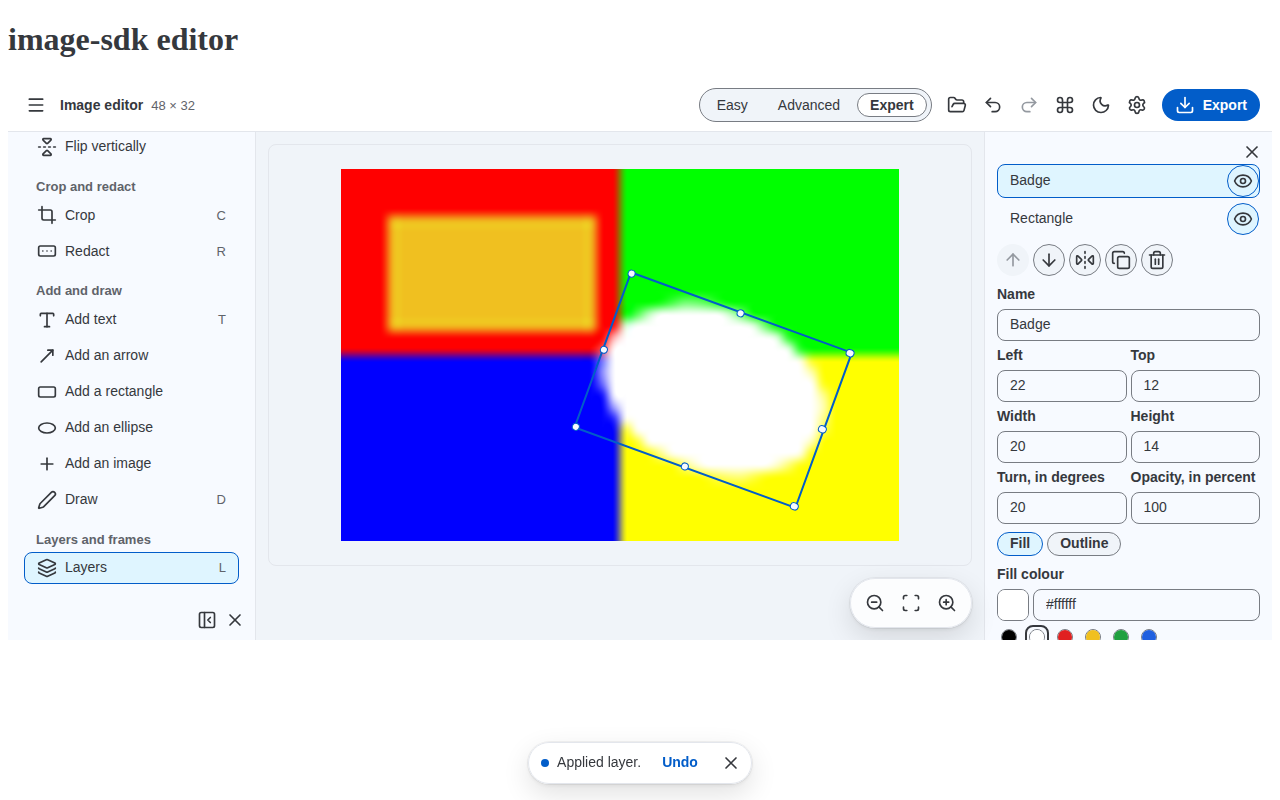 image-sdk editor
Image editor 48 × 32
Easy Advanced Expert
Export
Flip vertically
Crop and redact
Crop C
Redact R
Add and draw
Add text T
Add an arrow
Add a rectangle
Add an ellipse
Add an image
Draw D
Layers and frames
Layers L
Badge
Rectangle
Name
Badge
Left Top
22 12
Width Height
20 14
Turn, in degrees Opacity, in percent
20 100
Fill Outline
Fill colour
#ffffff
Applied layer. Undo